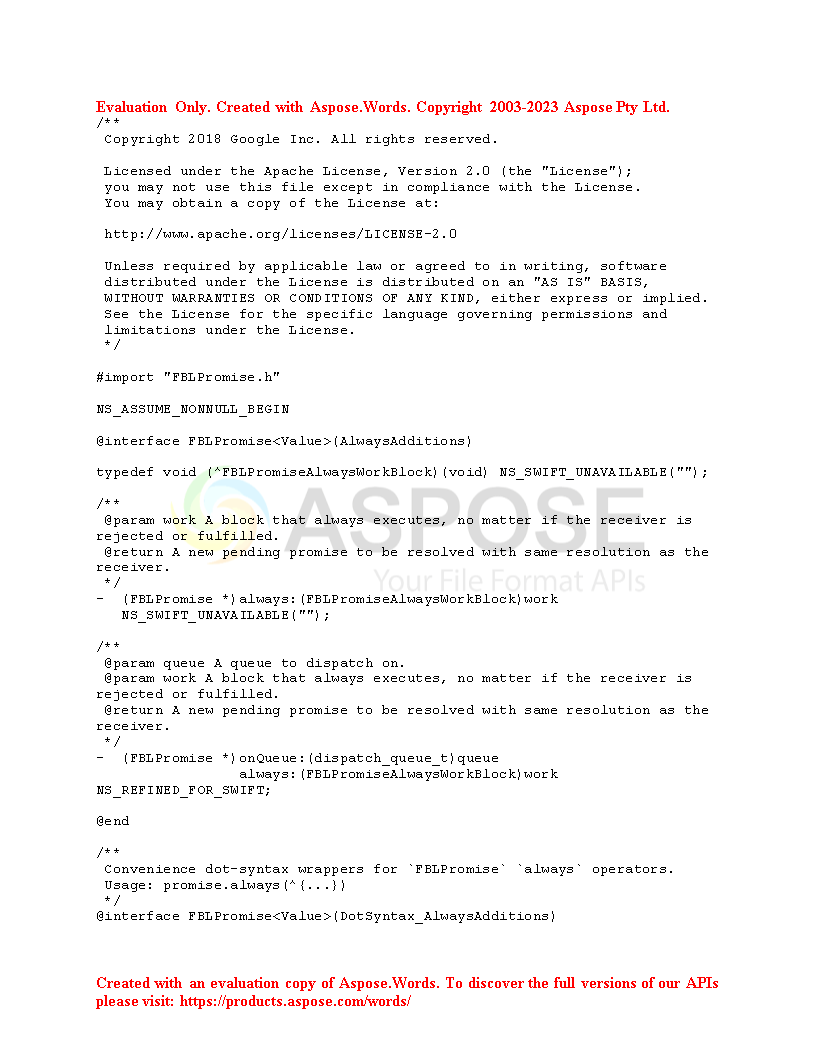 Evaluation Only. Created with Aspose.Words. Copyright 2003-2023 Aspose Pty Ltd.
/**
 Copyright 2018 Google Inc. All rights reserved.

 Licensed under the Apache License, Version 2.0 (the "License");
 you may not use this file except in compliance with the License.
 You may obtain a copy of the License at:

 http://www.apache.org/licenses/LICENSE-2.0

 Unless required by applicable law or agreed to in writing, software
 distributed under the License is distributed on an "AS IS" BASIS,
 WITHOUT WARRANTIES OR CONDITIONS OF ANY KIND, either express or implied.
 See the License for the specific language governing permissions and
 limitations under the License.
 */

#import "FBLPromise.h"

NS_ASSUME_NONNULL_BEGIN

@interface FBLPromise<Value>(AlwaysAdditions)

typedef void (^FBLPromiseAlwaysWorkBlock)(void) NS_SWIFT_UNAVAILABLE("");

/**
 @param work A block that always executes, no matter if the receiver is
rejected or fulfilled.
 @return A new pending promise to be resolved with same resolution as the
receiver.
 */
-  (FBLPromise *)always:(FBLPromiseAlwaysWorkBlock)work
   NS_SWIFT_UNAVAILABLE("");

/**
 @param queue A queue to dispatch on.
 @param work A block that always executes, no matter if the receiver is
rejected or fulfilled.
 @return A new pending promise to be resolved with same resolution as the
receiver.
 */
-  (FBLPromise *)onQueue:(dispatch_queue_t)queue
                 always:(FBLPromiseAlwaysWorkBlock)work
NS_REFINED_FOR_SWIFT;

@end

/**
 Convenience dot-syntax wrappers for `FBLPromise` `always` operators.
 Usage: promise.always(^{...})
 */
@interface FBLPromise<Value>(DotSyntax_AlwaysAdditions)

ASPOSE
Your File Format APIs

Created with an evaluation copy of Aspose.Words. To discover the full versions of our APIs
please visit: https://products.aspose.com/words/